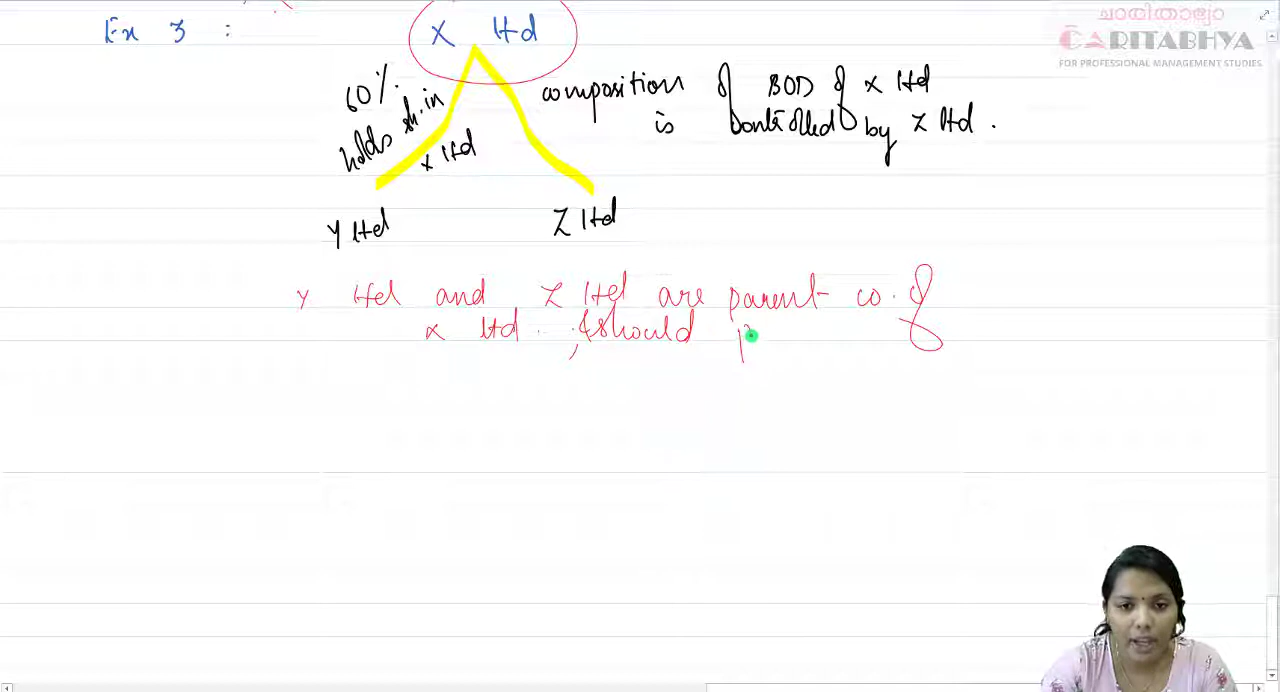 ചാരിതാഭ്യാ
CARITABHYA
FOR PROFESSIONAL MANAGEMENT STUDIES.
Ex 3 :
X ltd
60%
holds sh. in
X ltd
composition of BOD of X ltd
is controlled by Z ltd.
Y ltd
Z ltd
Y ltd and Z ltd are parent co. of
X ltd. ; & should p